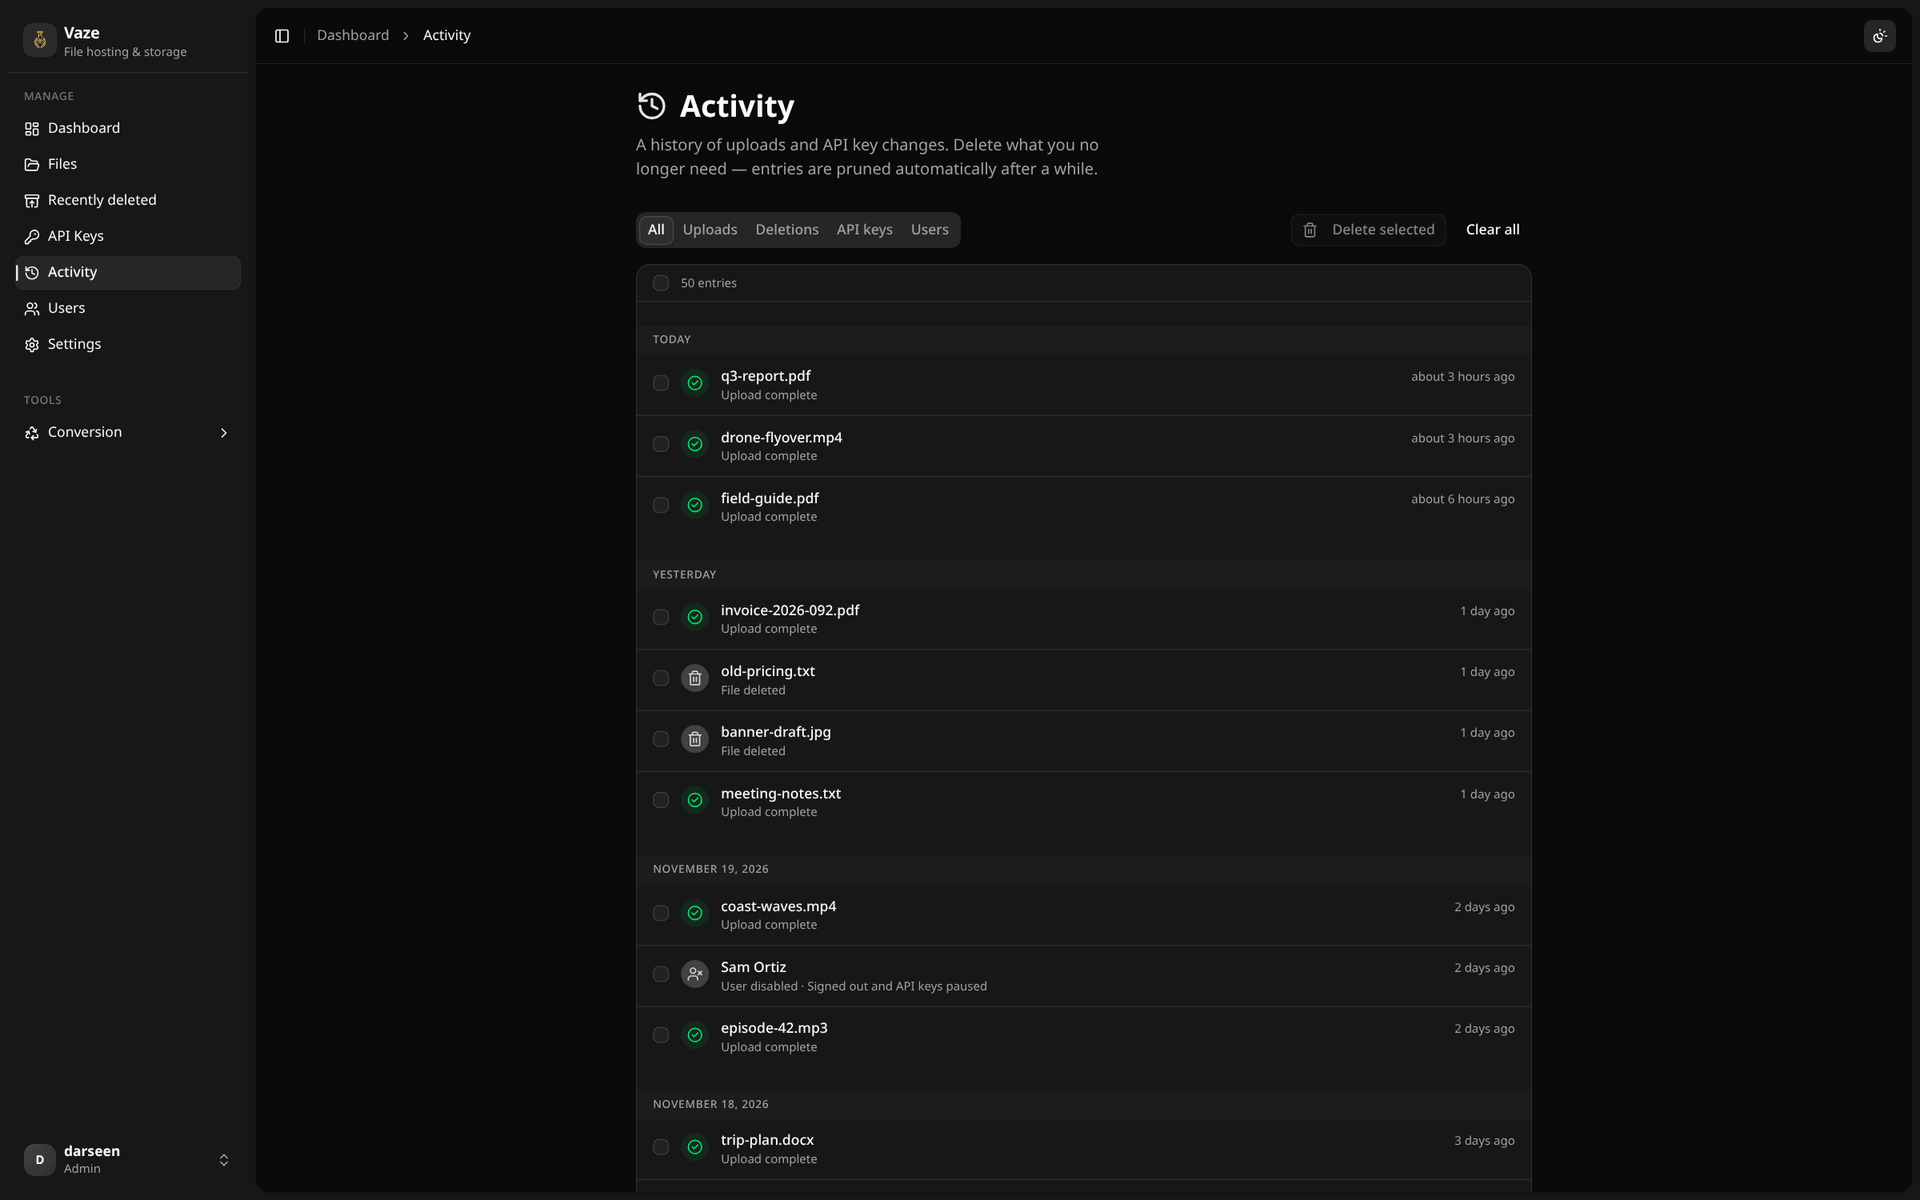 Vaze
File hosting & storage
MANAGE
Dashboard
Files
Recently deleted
API Keys
Activity
Users
Settings
TOOLS
Conversion
D
darseen
Admin
Dashboard > Activity
Activity
A history of uploads and API key changes. Delete what you no
longer need — entries are pruned automatically after a while.
All Uploads Deletions API keys Users
Delete selected
Clear all
50 entries
TODAY
q3-report.pdf
about 3 hours ago
Upload complete
drone-flyover.mp4
about 3 hours ago
Upload complete
field-guide.pdf
about 6 hours ago
Upload complete
YESTERDAY
invoice-2026-092.pdf
1 day ago
Upload complete
old-pricing.txt
1 day ago
File deleted
banner-draft.jpg
1 day ago
File deleted
meeting-notes.txt
1 day ago
Upload complete
NOVEMBER 19, 2026
coast-waves.mp4
2 days ago
Upload complete
Sam Ortiz
2 days ago
User disabled · Signed out and API keys paused
episode-42.mp3
2 days ago
Upload complete
NOVEMBER 18, 2026
trip-plan.docx
3 days ago
Upload complete